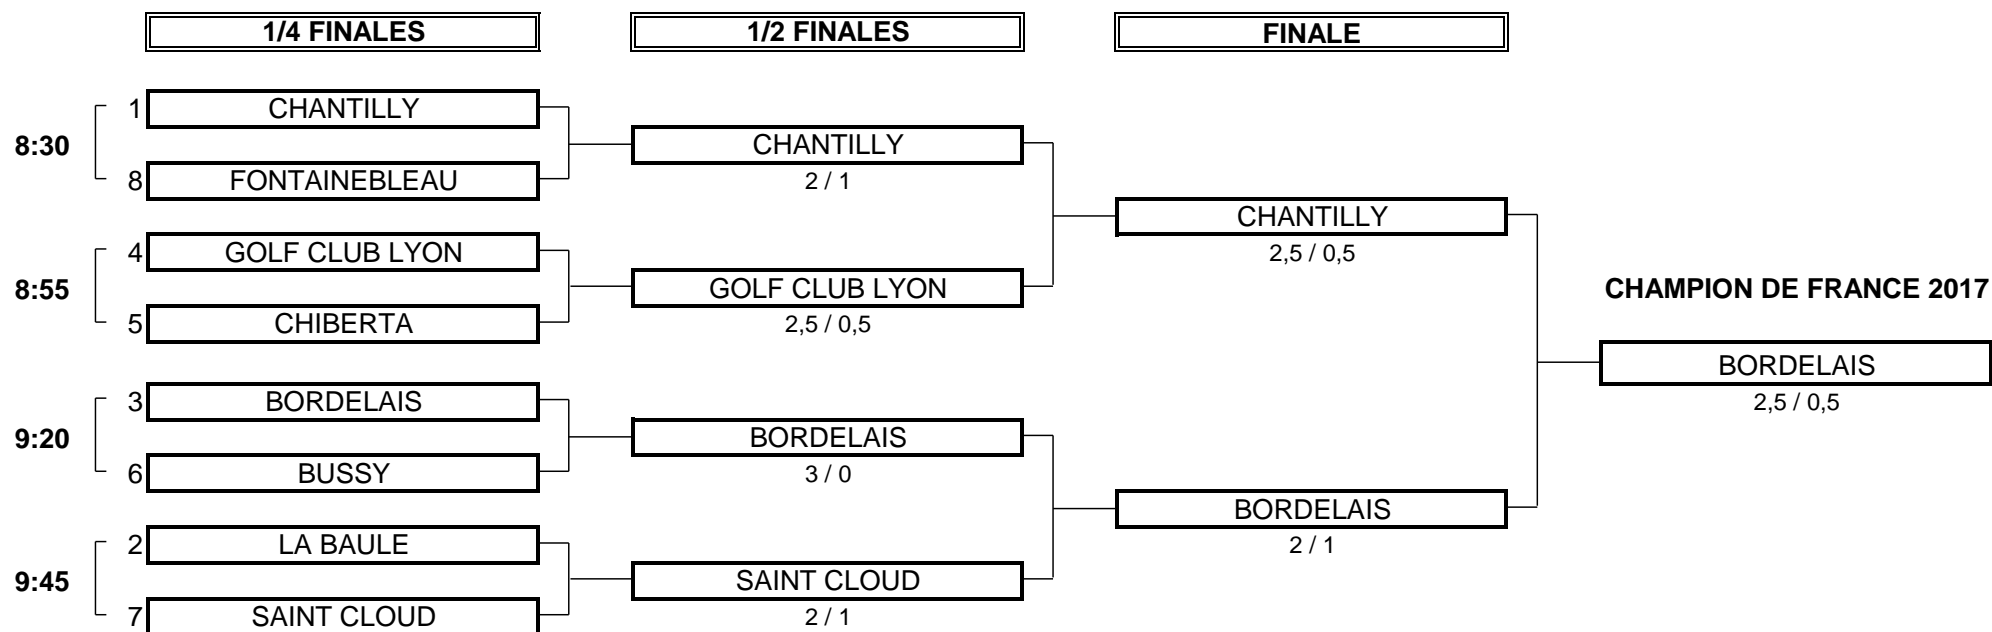 1/4 FINALES
1/2 FINALES
FINALE
1 CHANTILLY
8:30
CHANTILLY
8 FONTAINEBLEAU
2 / 1
CHANTILLY
4 GOLF CLUB LYON
2,5 / 0,5
8:55
GOLF CLUB LYON
CHAMPION DE FRANCE 2017
5 CHIBERTA
2,5 / 0,5
BORDELAIS
2,5 / 0,5
3 BORDELAIS
9:20
BORDELAIS
6 BUSSY
3 / 0
BORDELAIS
2 LA BAULE
2 / 1
9:45
SAINT CLOUD
7 SAINT CLOUD
2 / 1